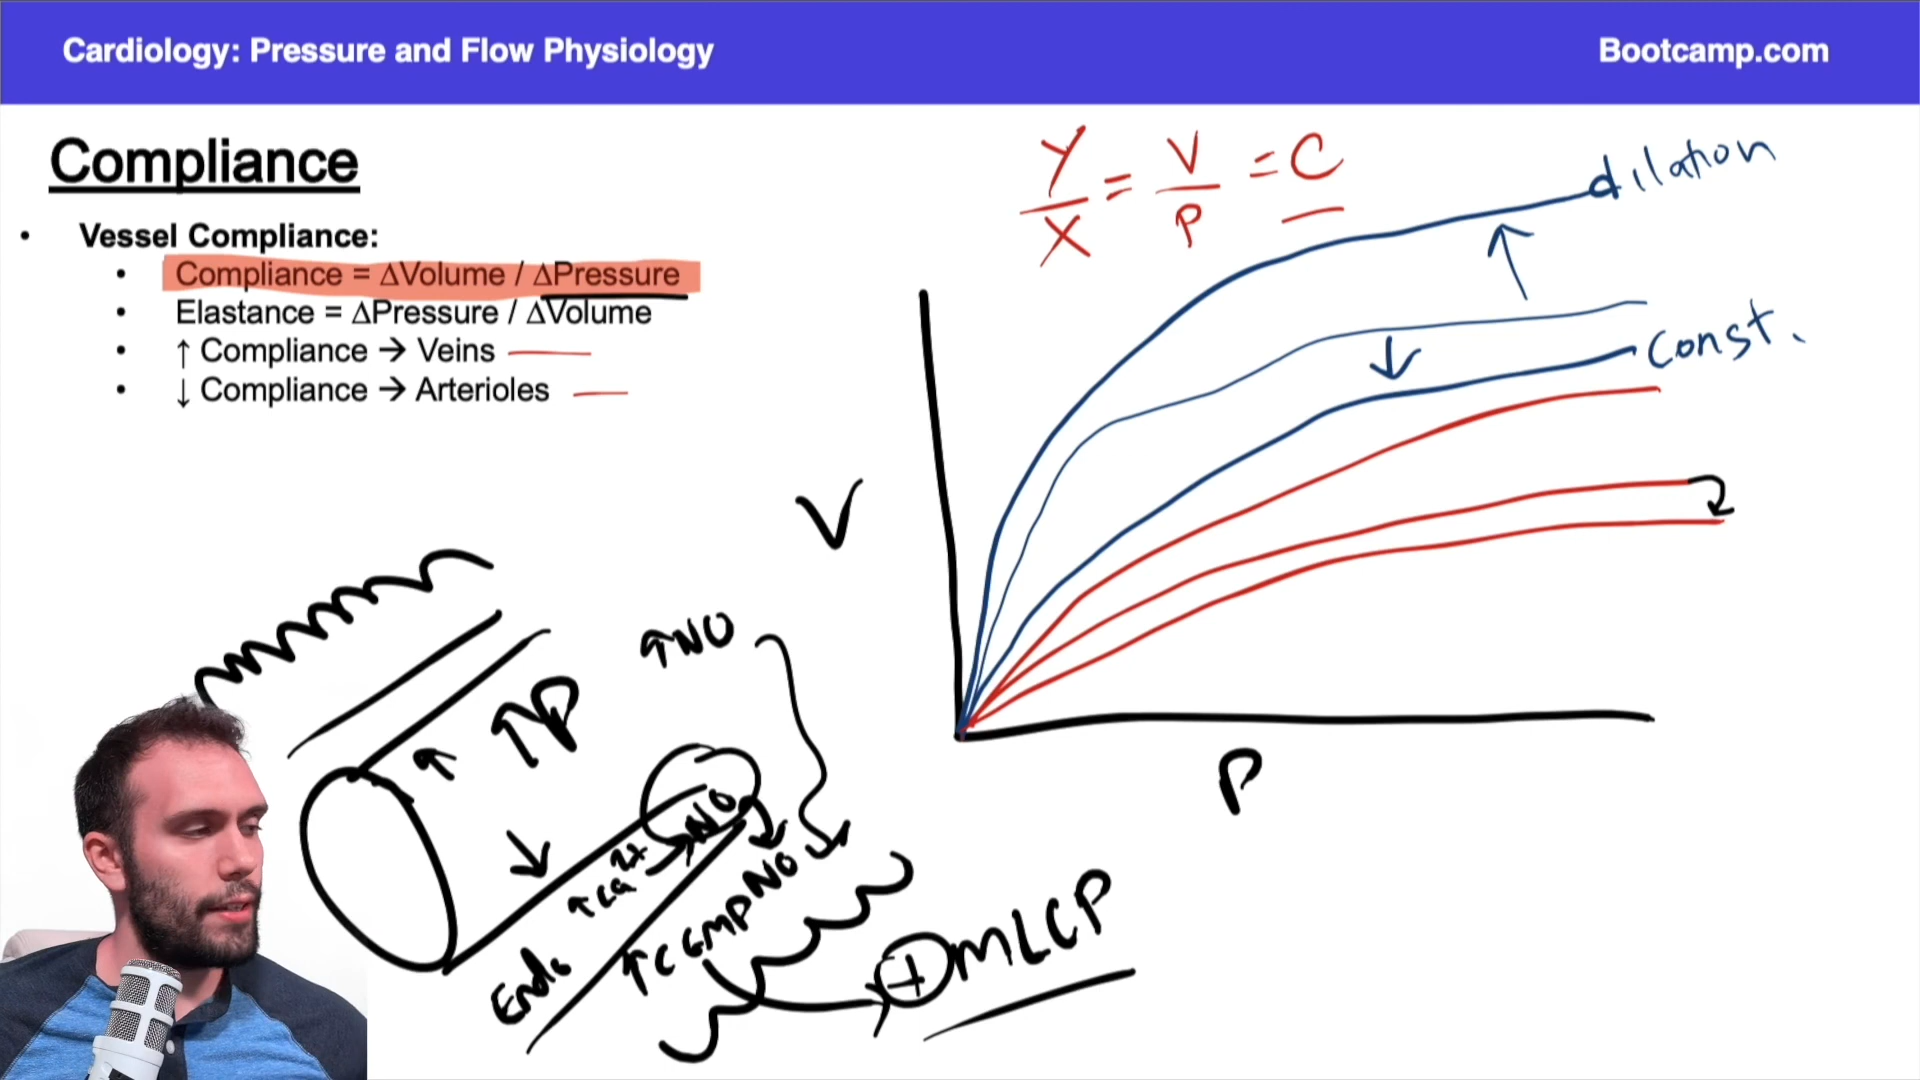 Cardiology: Pressure and Flow Physiology
Bootcamp.com
Compliance
• Vessel Compliance:
• Compliance = ΔVolume / ΔPressure
• Elastance = ΔPressure / ΔVolume
• ↑ Compliance → Veins
• ↓ Compliance → Arterioles
Y/X = V/P = C
dilation
const.
V
P
↑NO
↑P
NO
↑Ca2+
NO
↑cGMP
Endo
+ MLCP